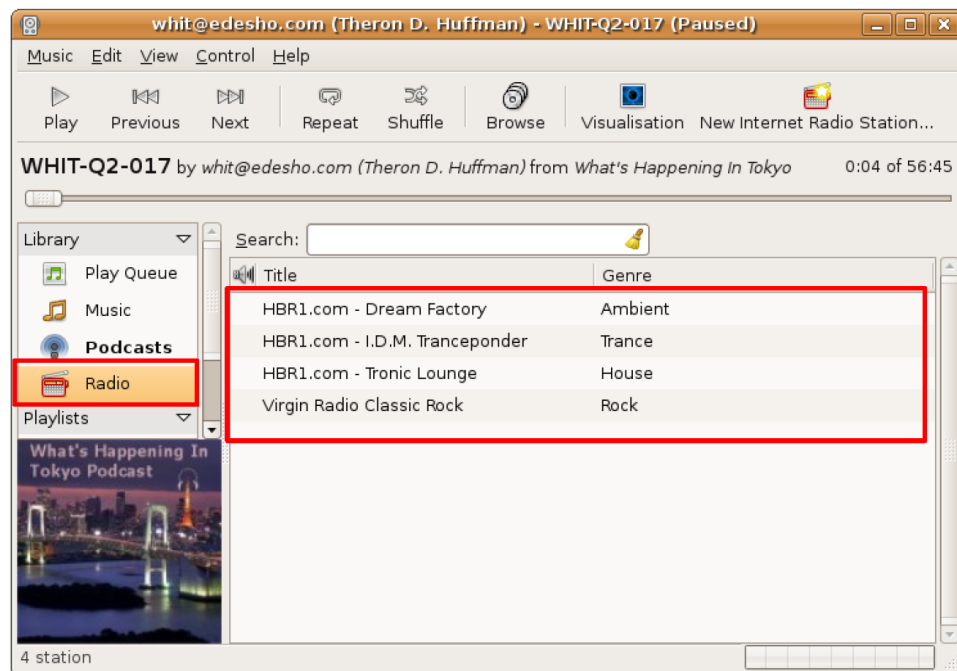 whit@edesho.com (Theron D. Huffman) - WHIT-Q2-017 (Paused)
Music Edit View Control Help
Play Previous Next Repeat Shuffle Browse Visualisation New Internet Radio Station...
WHIT-Q2-017 by whit@edesho.com (Theron D. Huffman) from What's Happening In Tokyo 0:04 of 56:45
Library
Play Queue
Music
Podcasts
Radio
Playlists
What's Happening In
Tokyo Podcast
Search:
Title Genre
HBR1.com - Dream Factory Ambient
HBR1.com - I.D.M. Tranceponder Trance
HBR1.com - Tronic Lounge House
Virgin Radio Classic Rock Rock
4 station